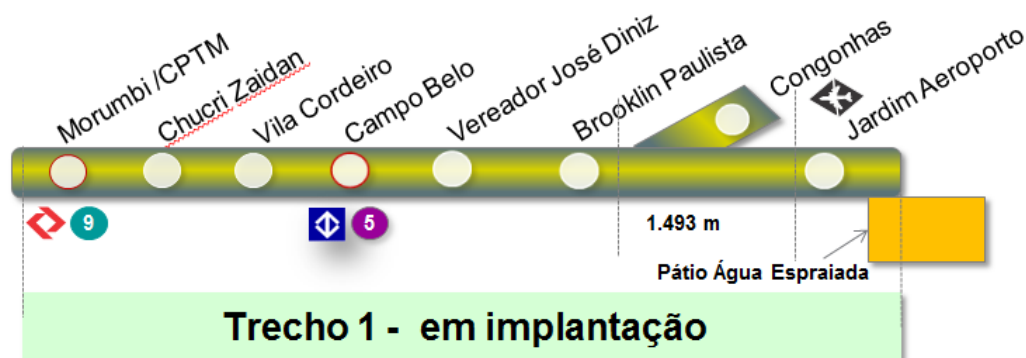 Morumbi /CPTM
Chucri Zaidan
Vila Cordeiro
Campo Belo
Vereador José Diniz
Brooklin Paulista
Congonhas
Jardim Aeroporto
9
5
1.493 m
Pátio Água Espraiada
Trecho 1 - em implantação